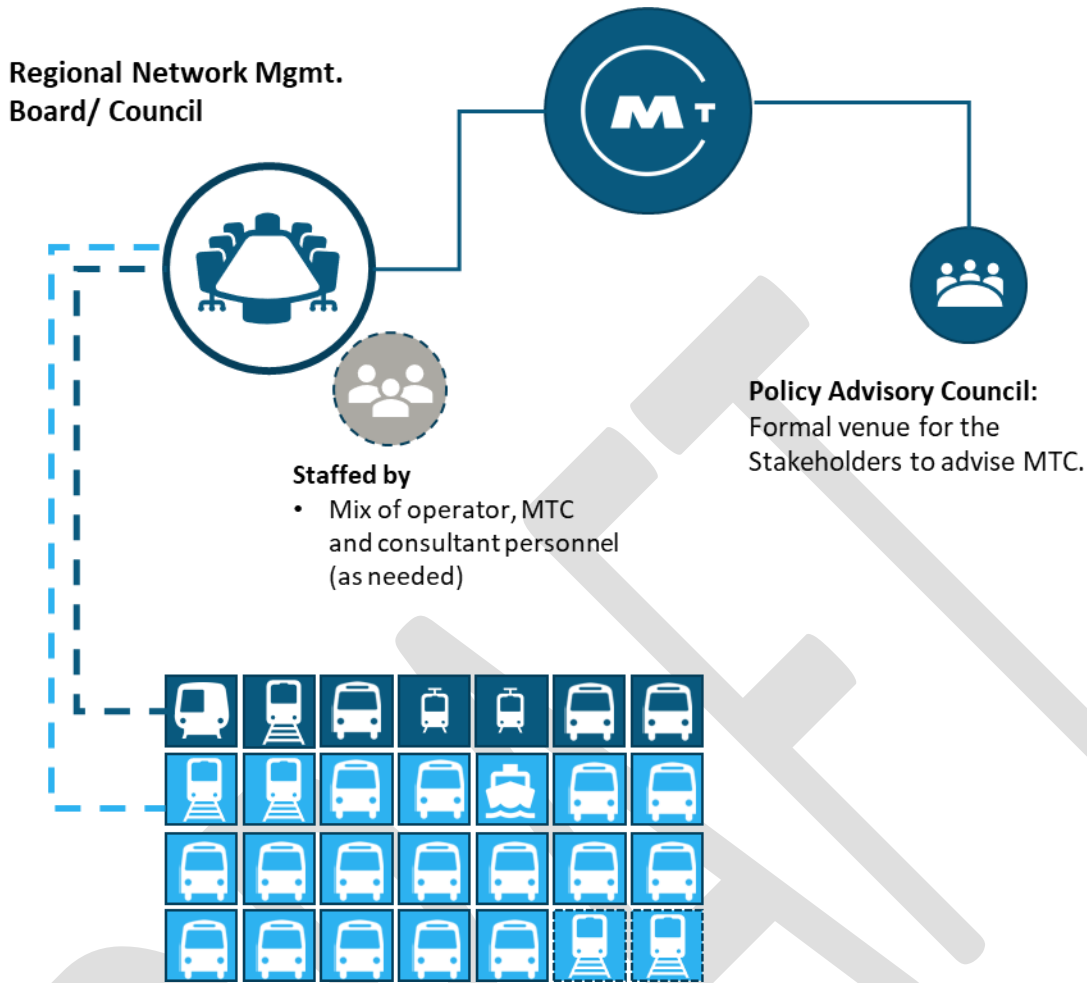 Regional Network Mgmt.
Board/ Council
M T
Policy Advisory Council:
Formal venue for the
Stakeholders to advise MTC.
Staffed by
• Mix of operator, MTC
and consultant personnel
(as needed)
DRAFT